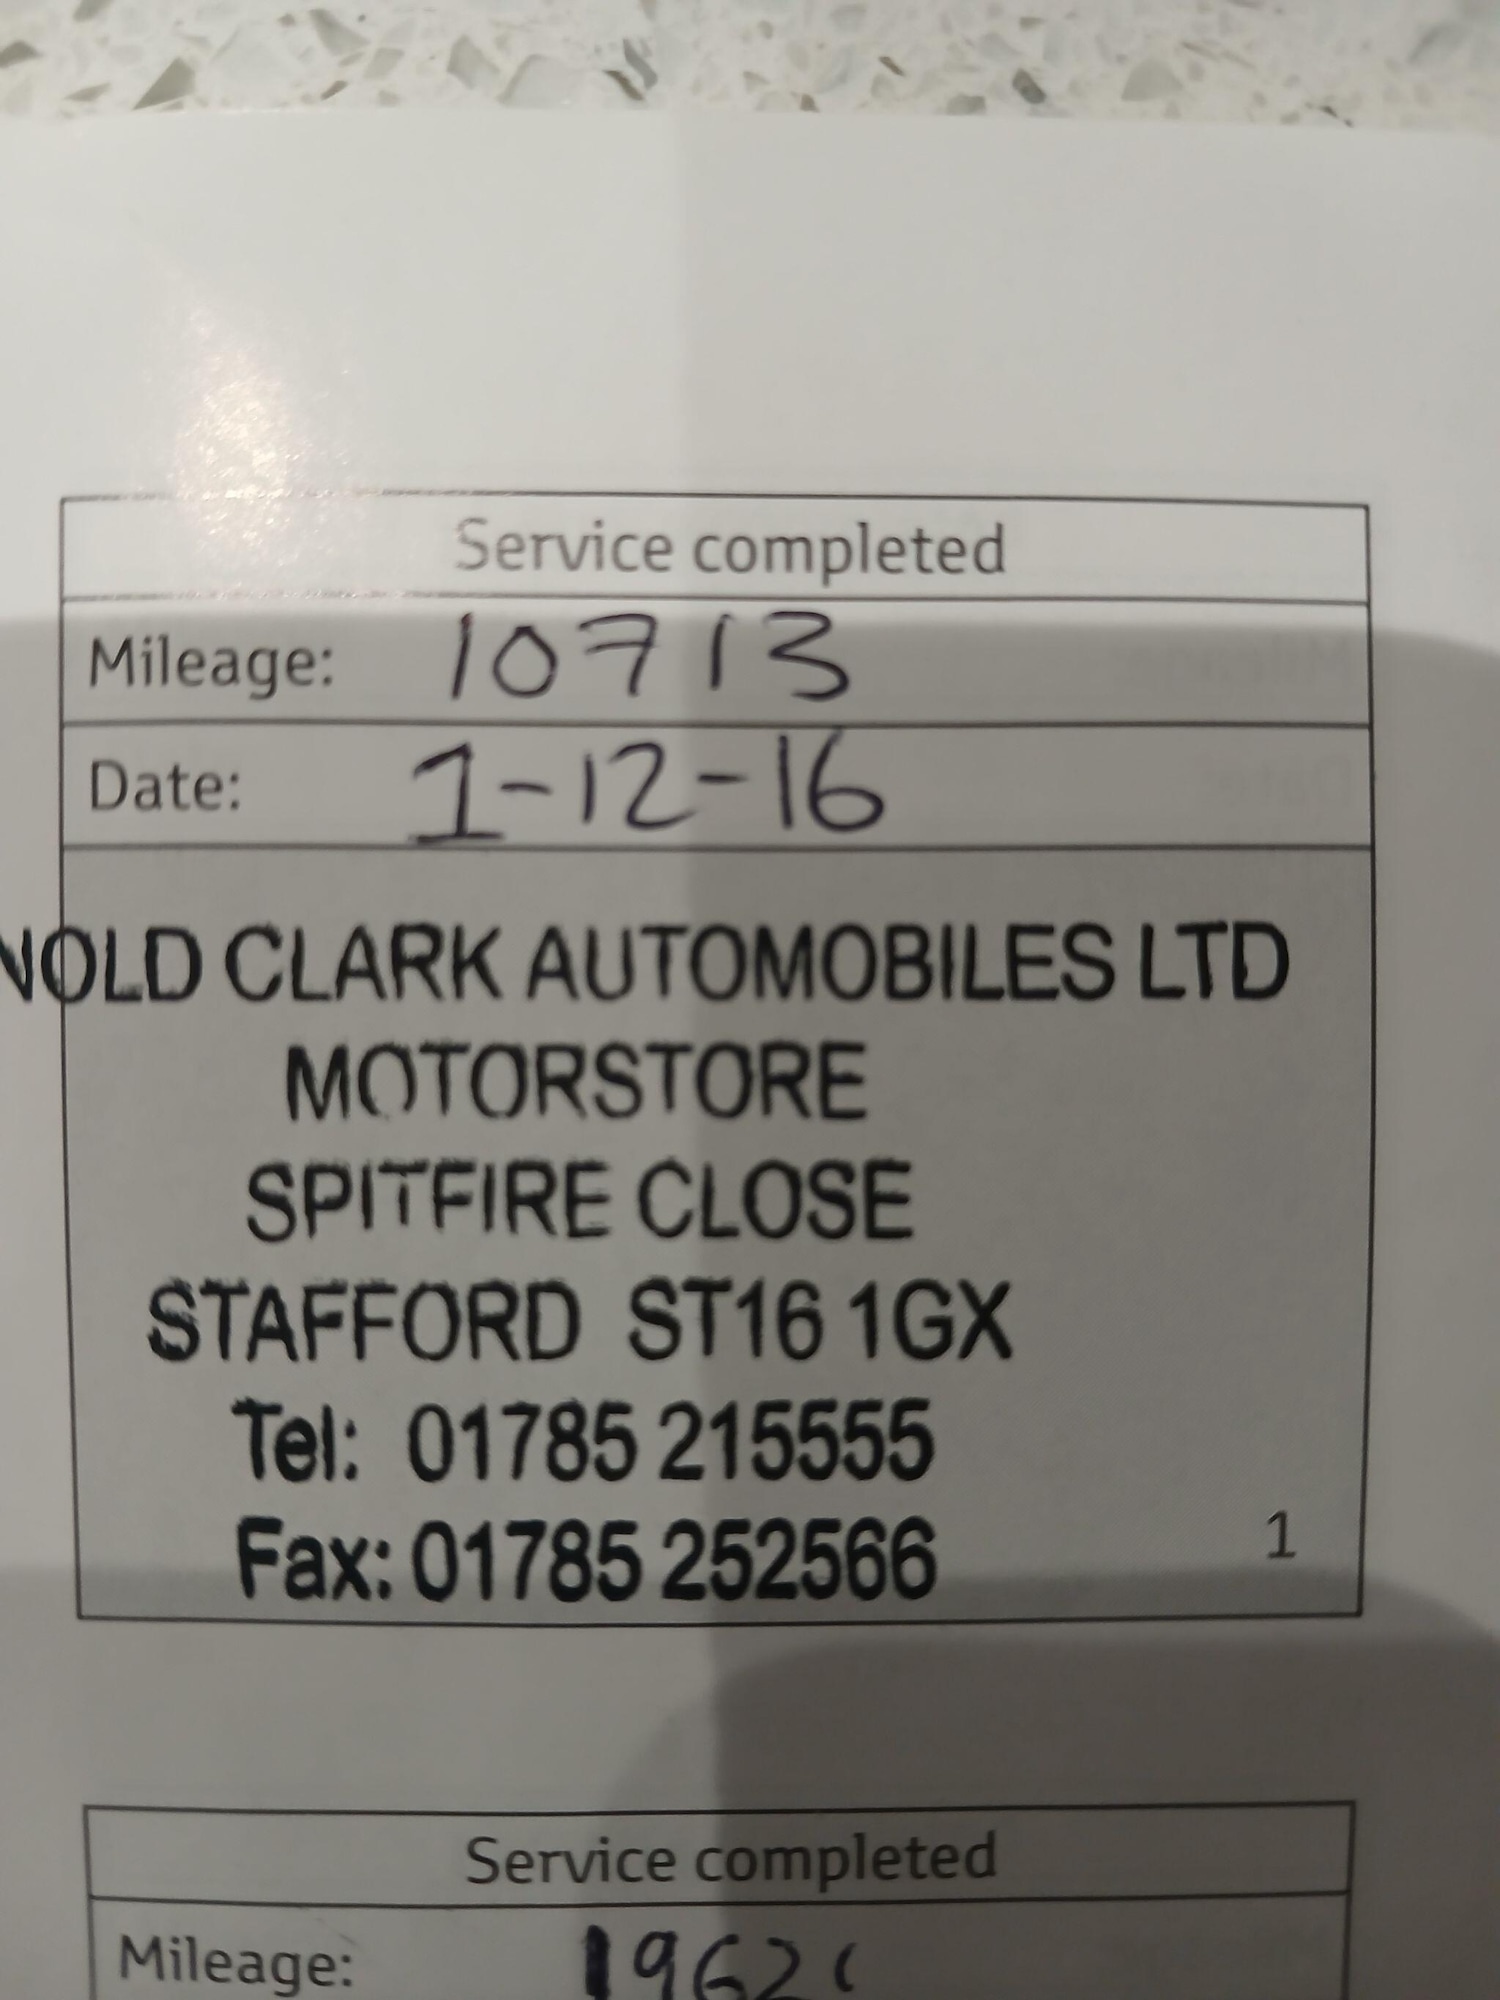 Service completed
Mileage: 10713
Date: 1-12-16
NOLD CLARK AUTOMOBILES LTD
MOTORSTORE
SPITFIRE CLOSE
STAFFORD ST16 1GX
Tel: 01785 215555
Fax: 01785 252566
1
Service completed
Mileage: